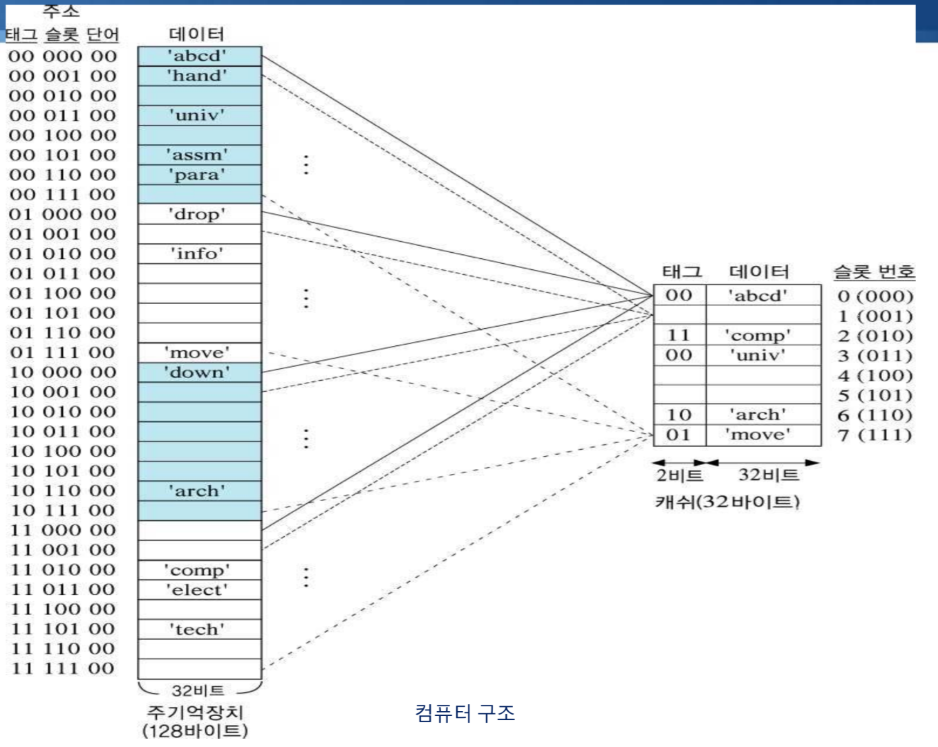 주소
태그 슬롯 단어 데이터
00 000 00 'abcd'
00 001 00 'hand'
00 010 00
00 011 00 'univ'
00 100 00
00 101 00 'assm'
00 110 00 'para'
00 111 00
01 000 00 'drop'
01 001 00
01 010 00 'info'
01 011 00
01 100 00
01 101 00
01 110 00
01 111 00 'move'
10 000 00 'down'
10 001 00
10 010 00
10 011 00
10 100 00
10 101 00
10 110 00 'arch'
10 111 00
11 000 00
11 001 00
11 010 00 'comp'
11 011 00 'elect'
11 100 00
11 101 00 'tech'
11 110 00
11 111 00
32비트
주기억장치
(128바이트)
태그 데이터 슬롯 번호
00 'abcd' 0 (000)
1 (001)
11 'comp' 2 (010)
00 'univ' 3 (011)
4 (100)
5 (101)
10 'arch' 6 (110)
01 'move' 7 (111)
2비트 32비트
캐쉬(32바이트)
컴퓨터 구조